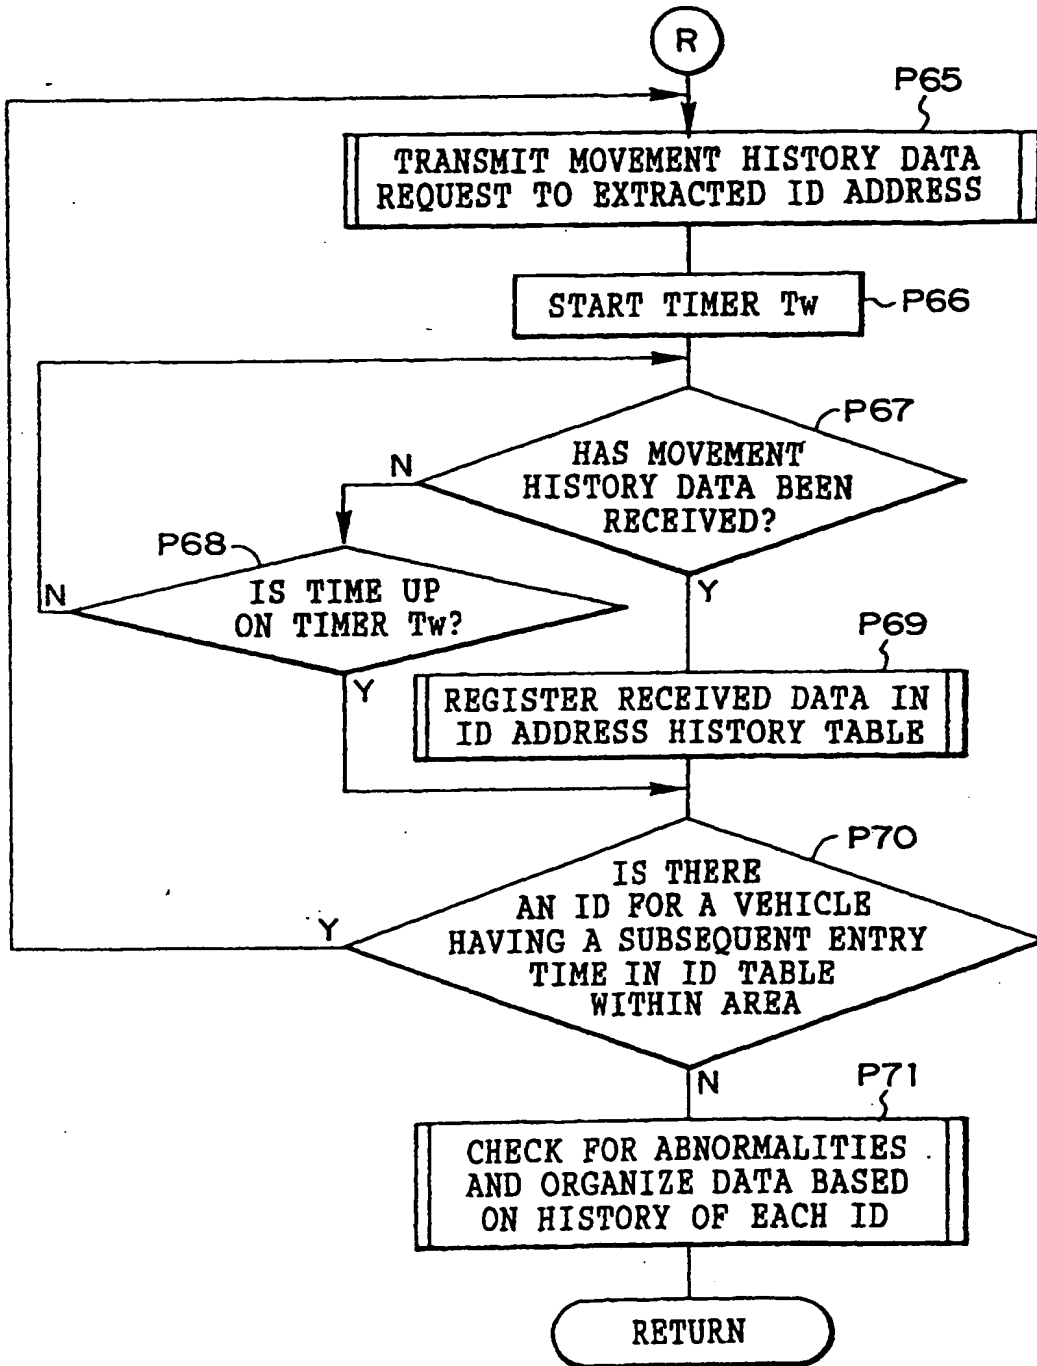 R
P65
TRANSMIT MOVEMENT HISTORY DATA
REQUEST TO EXTRACTED ID ADDRESS
START TIMER Tw
P66
P67
HAS MOVEMENT
HISTORY DATA BEEN
RECEIVED?
N
Y
P68
IS TIME UP
ON TIMER Tw?
N
Y
P69
REGISTER RECEIVED DATA IN
ID ADDRESS HISTORY TABLE
P70
IS THERE
AN ID FOR A VEHICLE
HAVING A SUBSEQUENT ENTRY
TIME IN ID TABLE
WITHIN AREA
Y
N
P71
CHECK FOR ABNORMALITIES
AND ORGANIZE DATA BASED
ON HISTORY OF EACH ID
RETURN